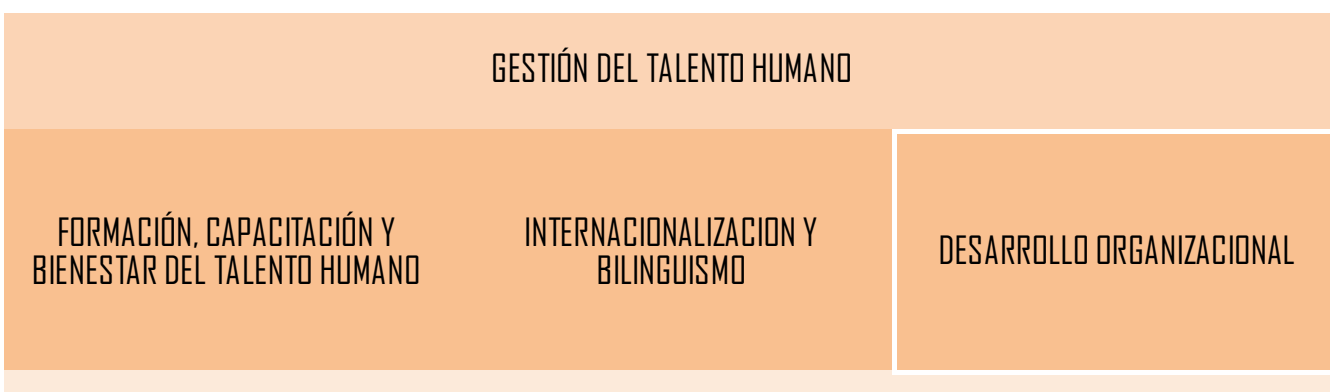 GESTIÓN DEL TALENTO HUMANO
FORMACIÓN, CAPACITACIÓN Y
BIENESTAR DEL TALENTO HUMANO
INTERNACIONALIZACION Y
BILINGUISMO
DESARROLLO ORGANIZACIONAL